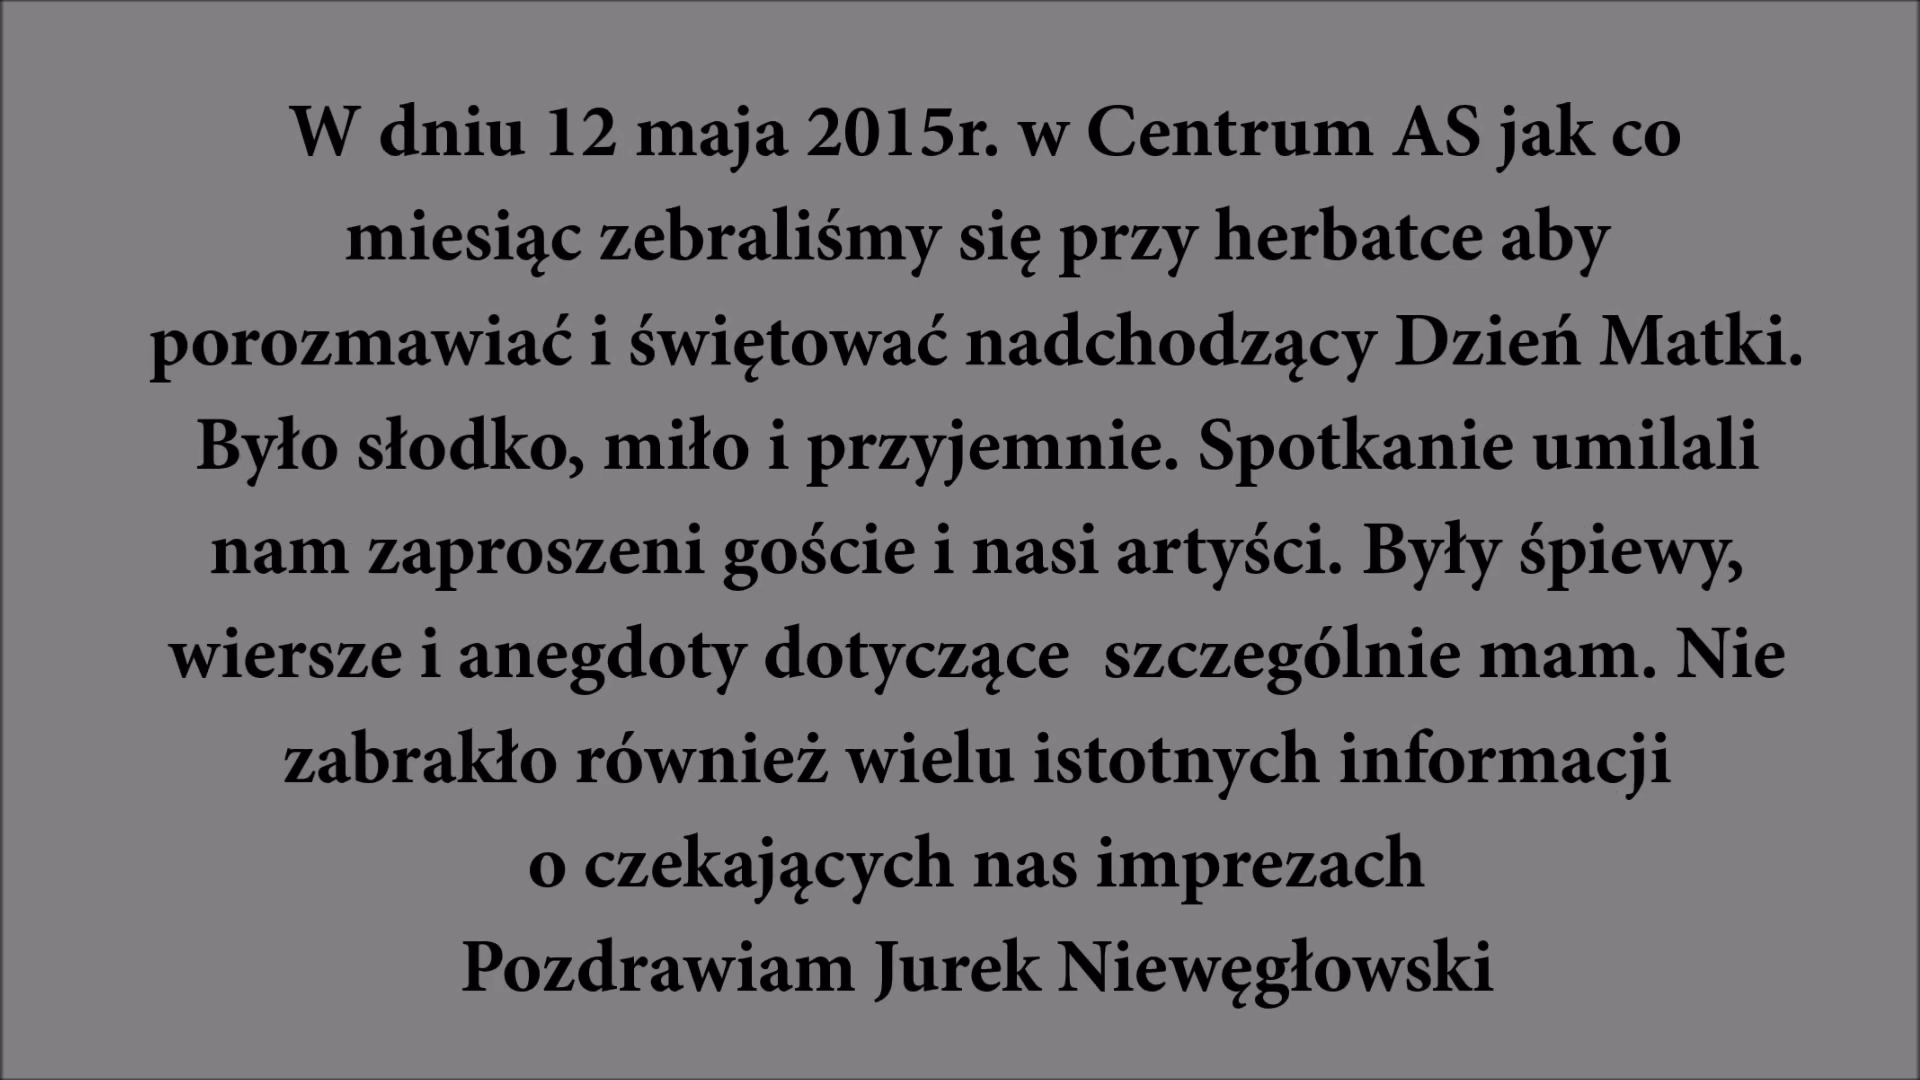 W dniu 12 maja 2015r. w Centrum AS jak co
miesiąc zebraliśmy się przy herbatce aby
porozmawiać i świętować nadchodzący Dzień Matki.
Było słodko, miło i przyjemnie. Spotkanie umilali
nam zaproszeni goście i nasi artyści. Były śpiewy,
wiersze i anegdoty dotyczące  szczególnie mam. Nie
zabrakło również wielu istotnych informacji
o czekających nas imprezach
Pozdrawiam Jurek Niewęgłowski